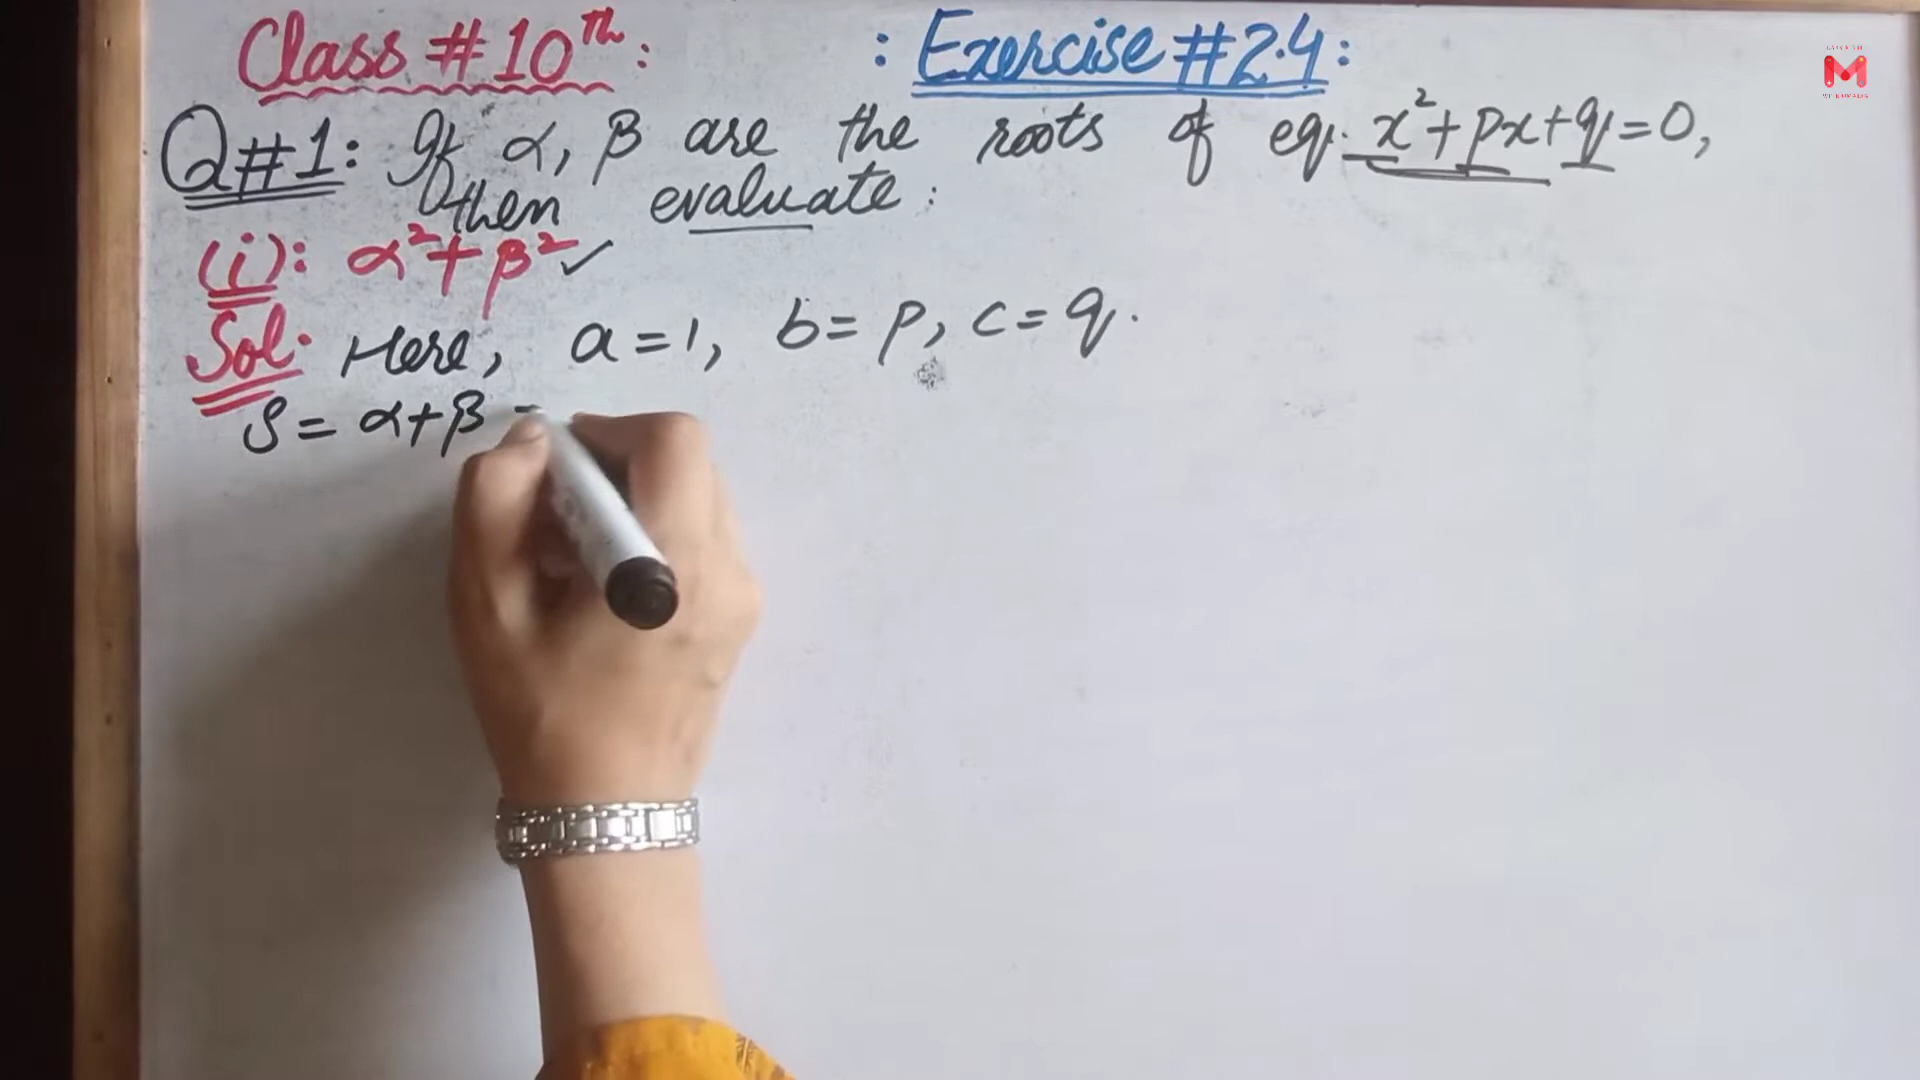 Class # 10th: : Exercise # 2.4:
Q#1: If α, β are the roots of eq. x²+px+q=0,
then evaluate:
(i): α²+β² ✓
Sol. Here, a=1, b=p, c=q.
S = α+β =